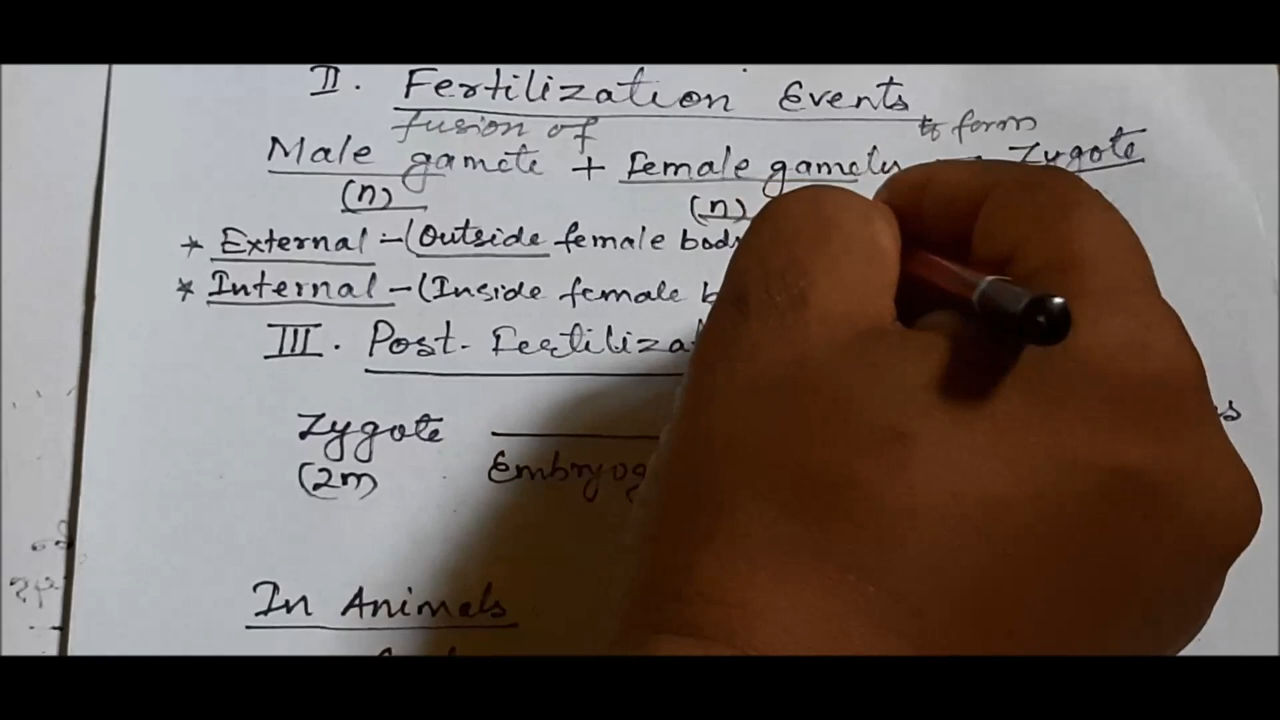 II. Fertilization Events
fusion of to form
Male gamete + Female gametes → Zygote
(n) (n)
* External - (Outside female body
* Internal - (Inside female b
III. Post-Fertiliza
Zygote
(2n) Embryog
In Animals